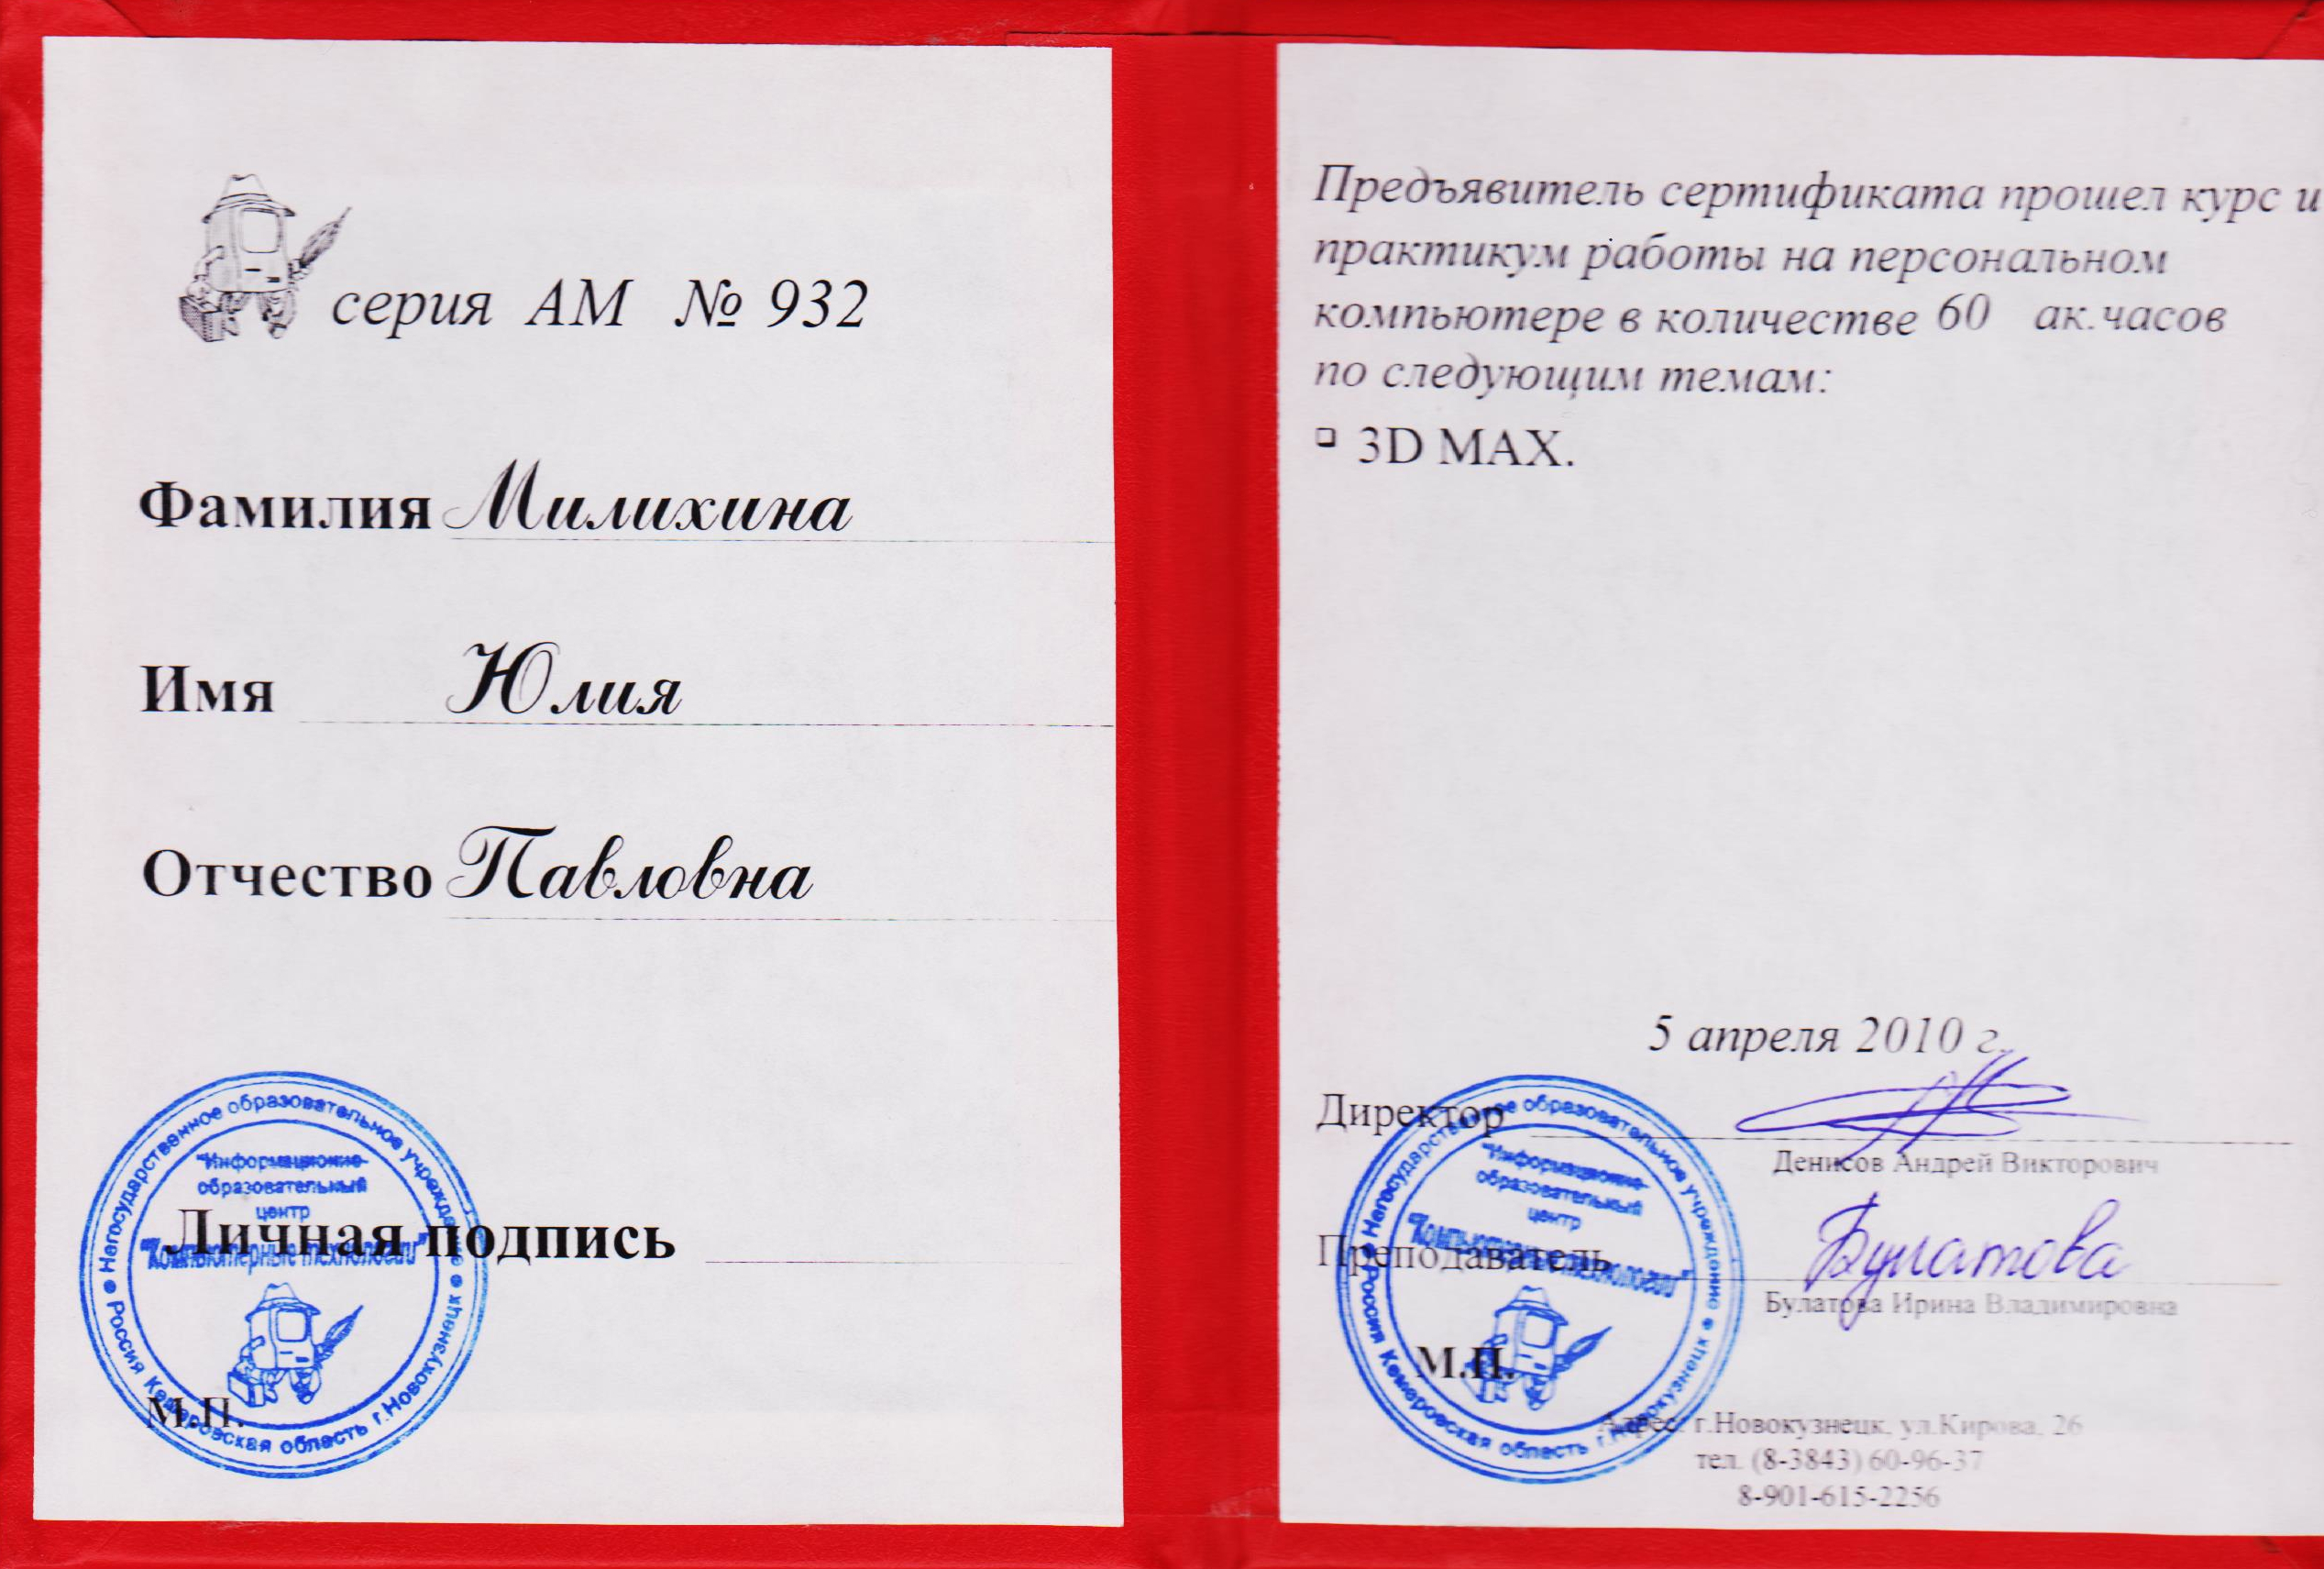 серия АМ № 932
Фамилия Милихина
Имя Юлия
Отчество Павловна
"Информационно-
образовательный
центр
"Компьютерные технологии"
Негосударственное образовательное учреждение
Россия Кемеровская область г.Новокузнецк
Личная подпись
М.П.
Предъявитель сертификата прошел курс и
практикум работы на персональном
компьютере в количестве 60 ак.часов
по следующим темам:
3D MAX.
5 апреля 2010 г.
Директор
Денисов Андрей Викторович
Преподаватель Булатова
Булатова Ирина Владимировна
"Информационно-
образовательный
центр
"Компьютерные технологии"
Негосударственное образовательное учреждение
Россия Кемеровская область г.Новокузнецк
М.П.
Адрес: г.Новокузнецк, ул.Кирова, 26
тел. (8-3843) 60-96-37
8-901-615-2256